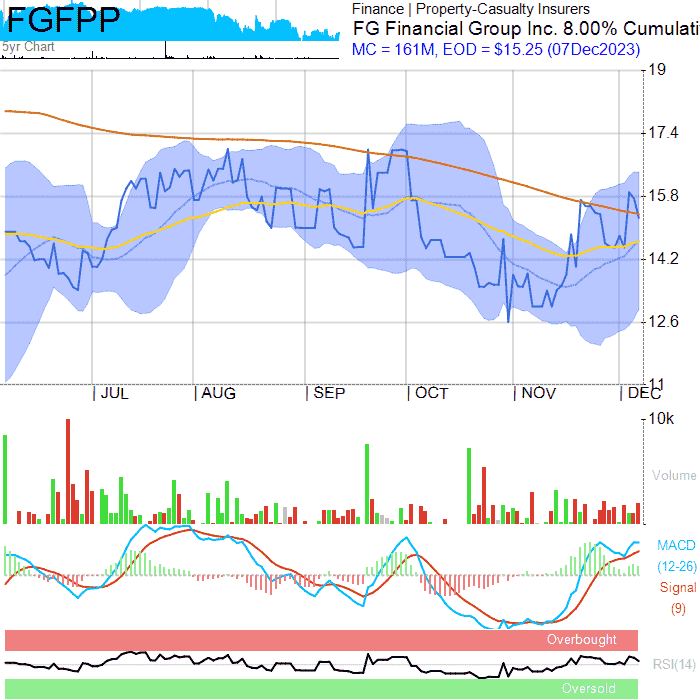 FGFPP
5yr Chart
Finance | Property-Casualty Insurers
FG Financial Group Inc. 8.00% Cumulati
MC = 161M, EOD = $15.25 (07Dec2023)
19
17.4
15.8
14.2
12.6
11
JUL
AUG
SEP
OCT
NOV
DEC
10k
Volume
MACD
(12-26)
Signal
(9)
Overbought
RSI(14)
Oversold